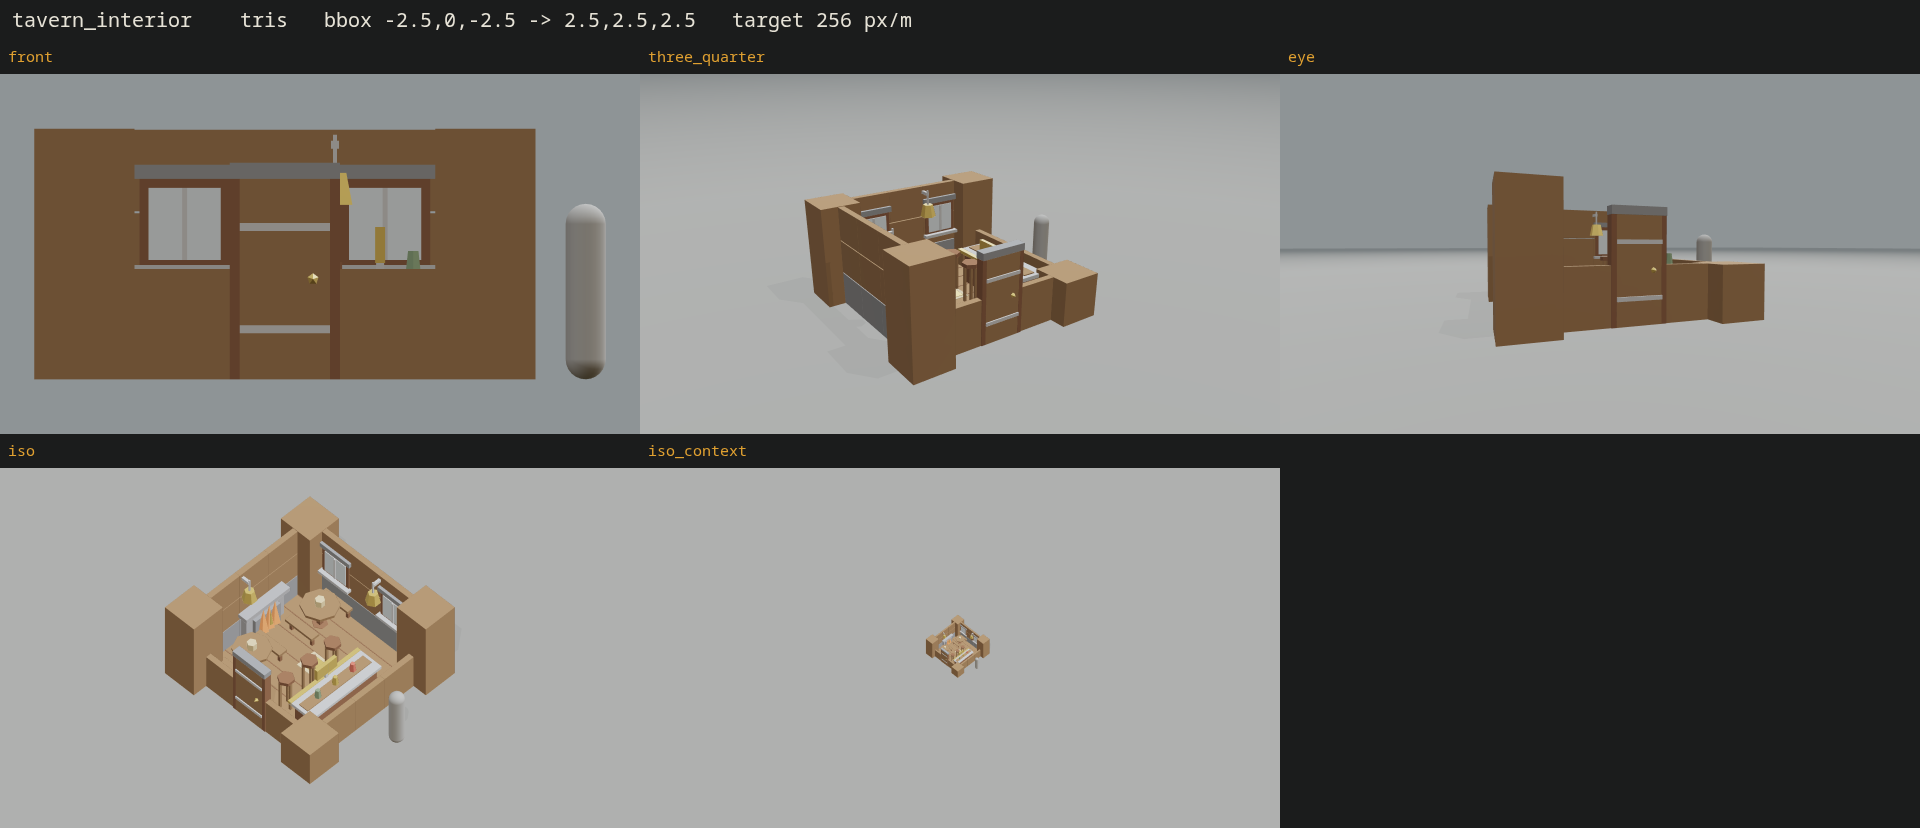 tavern_interior    tris   bbox -2.5,0,-2.5 -> 2.5,2.5,2.5   target 256 px/m
front
three_quarter
eye
iso
iso_context